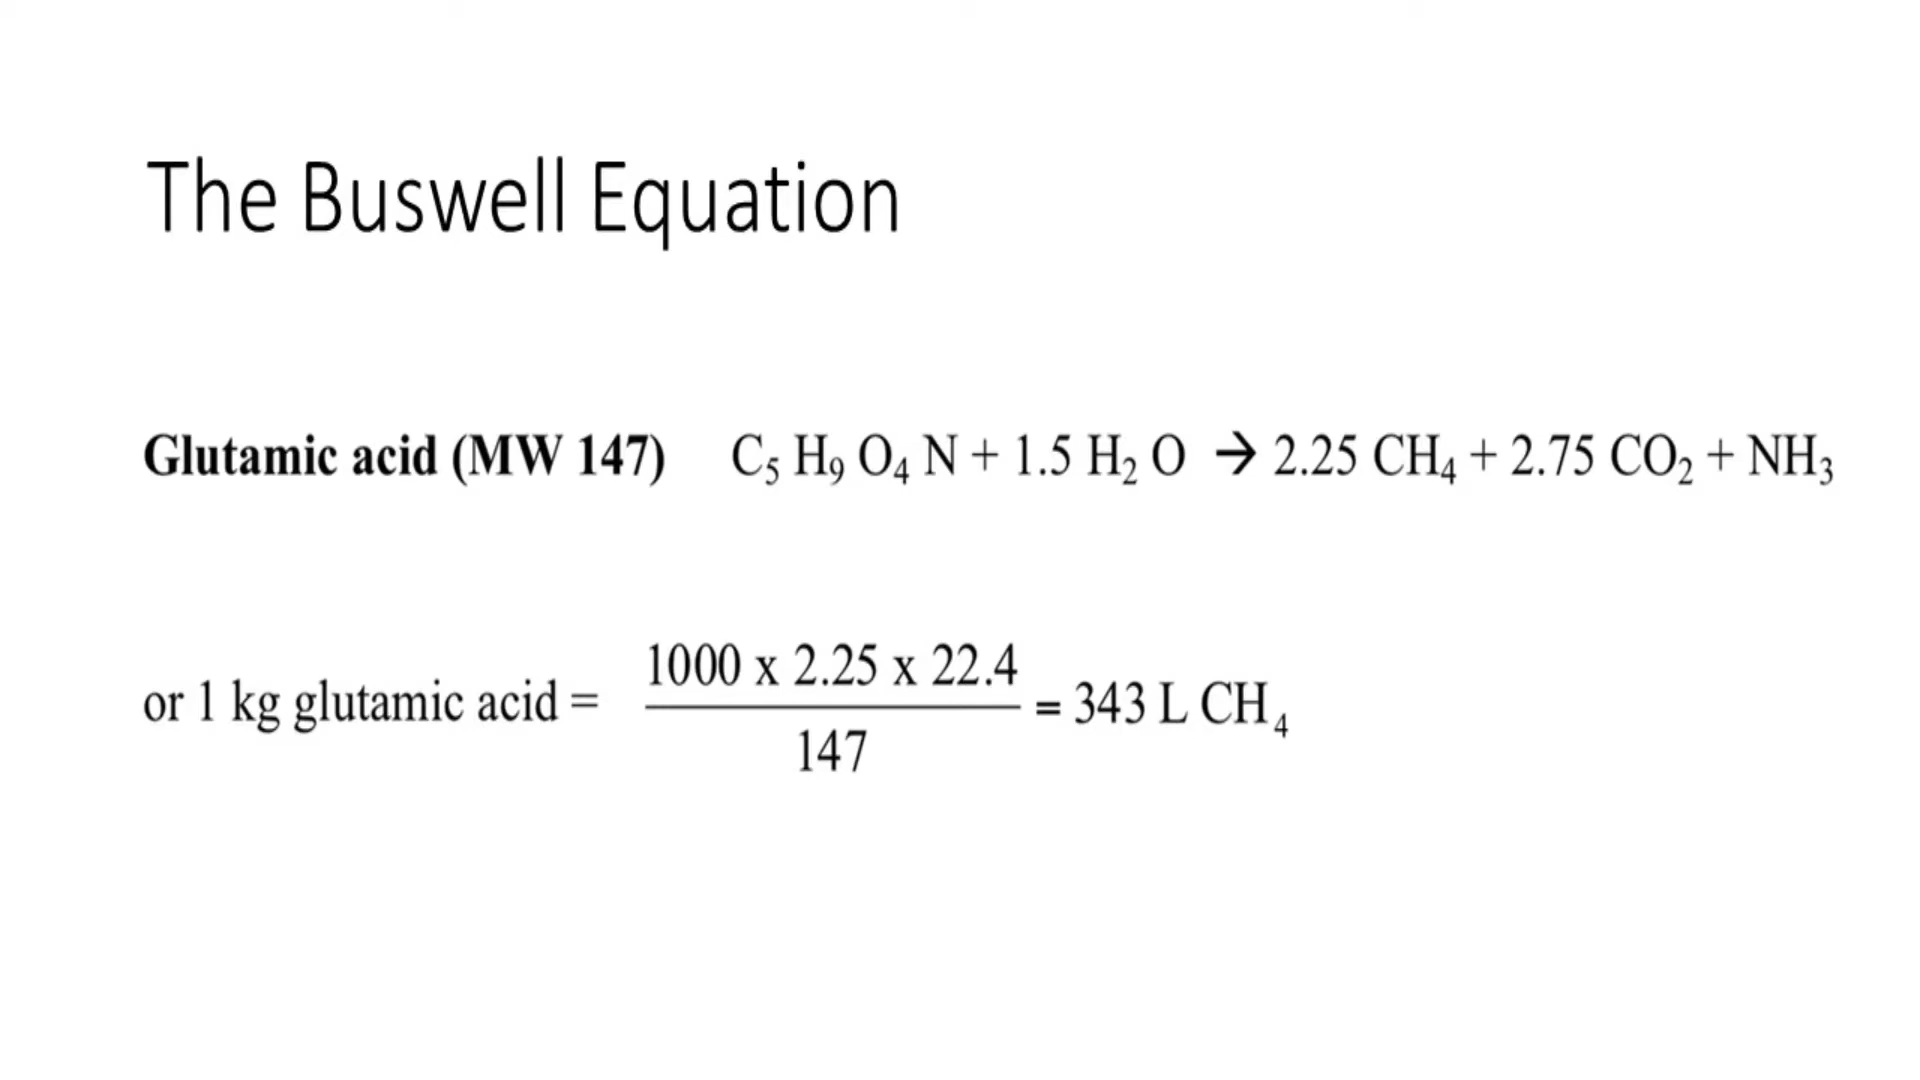 The Buswell Equation
Glutamic acid (MW 147) C₅ H₉ O₄ N + 1.5 H₂ O → 2.25 CH₄ + 2.75 CO₂ + NH₃
1000 x 2.25 x 22.4
or 1 kg glutamic acid = = 343 L CH₄
147